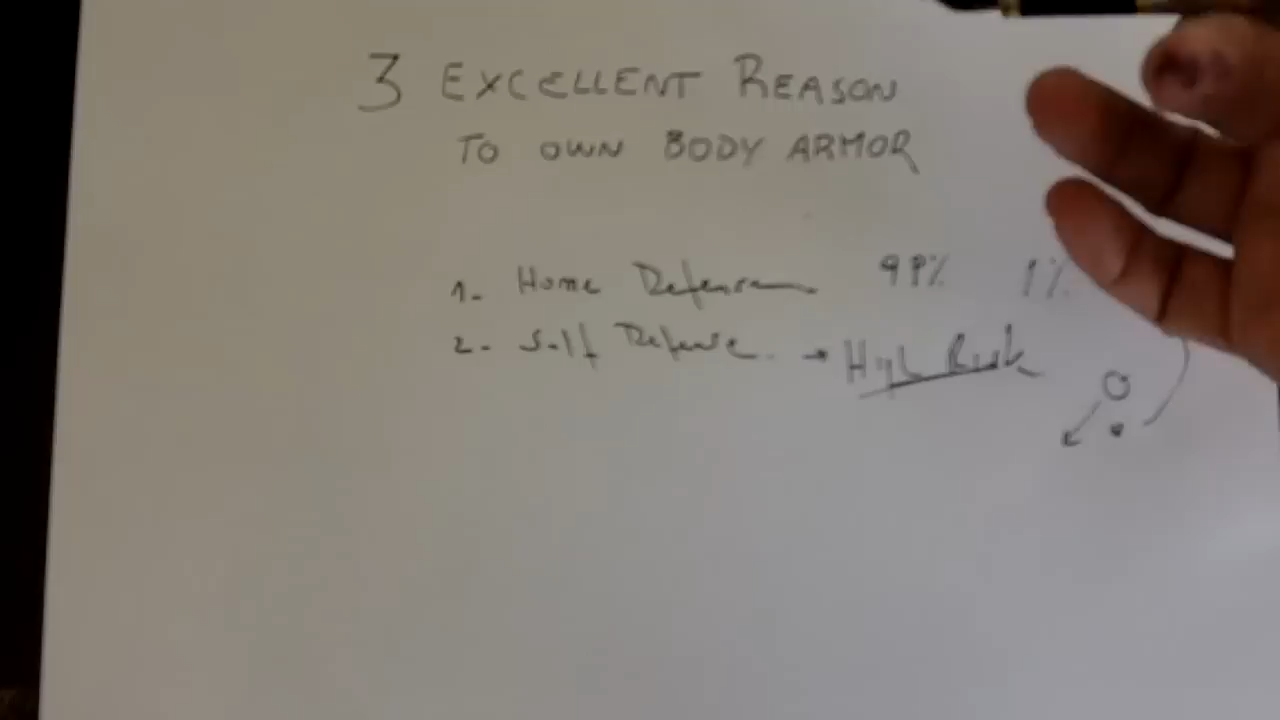 3 EXCELLENT REASON
TO OWN BODY ARMOR
1. Home Defense 99% 1%
2. Self Defense → High Risk